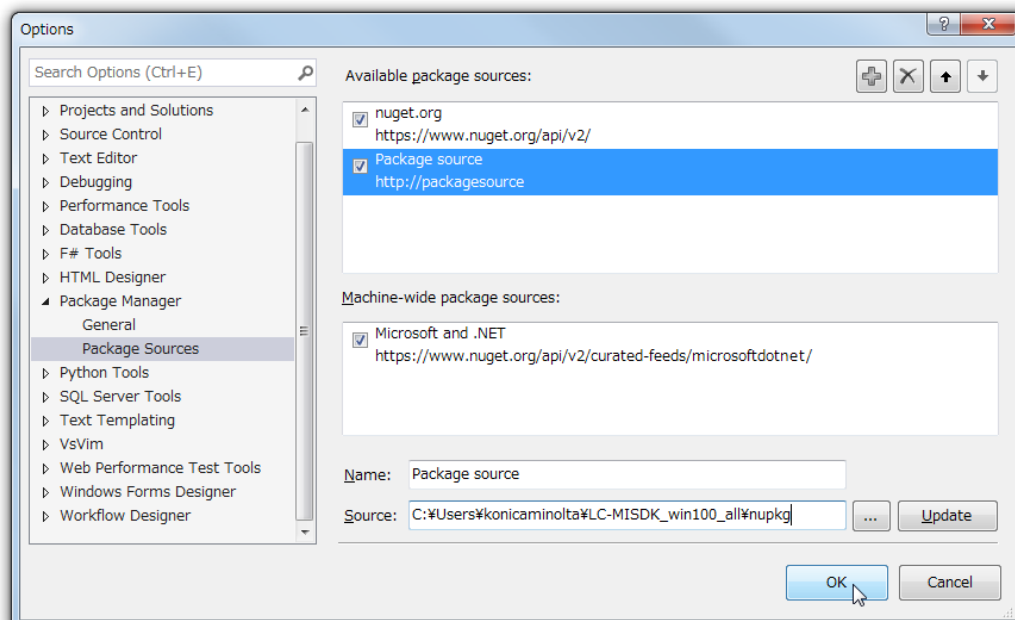 Options
Search Options (Ctrl+E)
Projects and Solutions
Source Control
Text Editor
Debugging
Performance Tools
Database Tools
F# Tools
HTML Designer
Package Manager
General
Package Sources
Python Tools
SQL Server Tools
Text Templating
VsVim
Web Performance Test Tools
Windows Forms Designer
Workflow Designer
Available package sources:
nuget.org
https://www.nuget.org/api/v2/
Package source
http://packagesource
Machine-wide package sources:
Microsoft and .NET
https://www.nuget.org/api/v2/curated-feeds/microsoftdotnet/
Name: Package source
Source: C:¥Users¥konicaminolta¥LC-MISDK_win100_all¥nupkg ... Update
OK Cancel